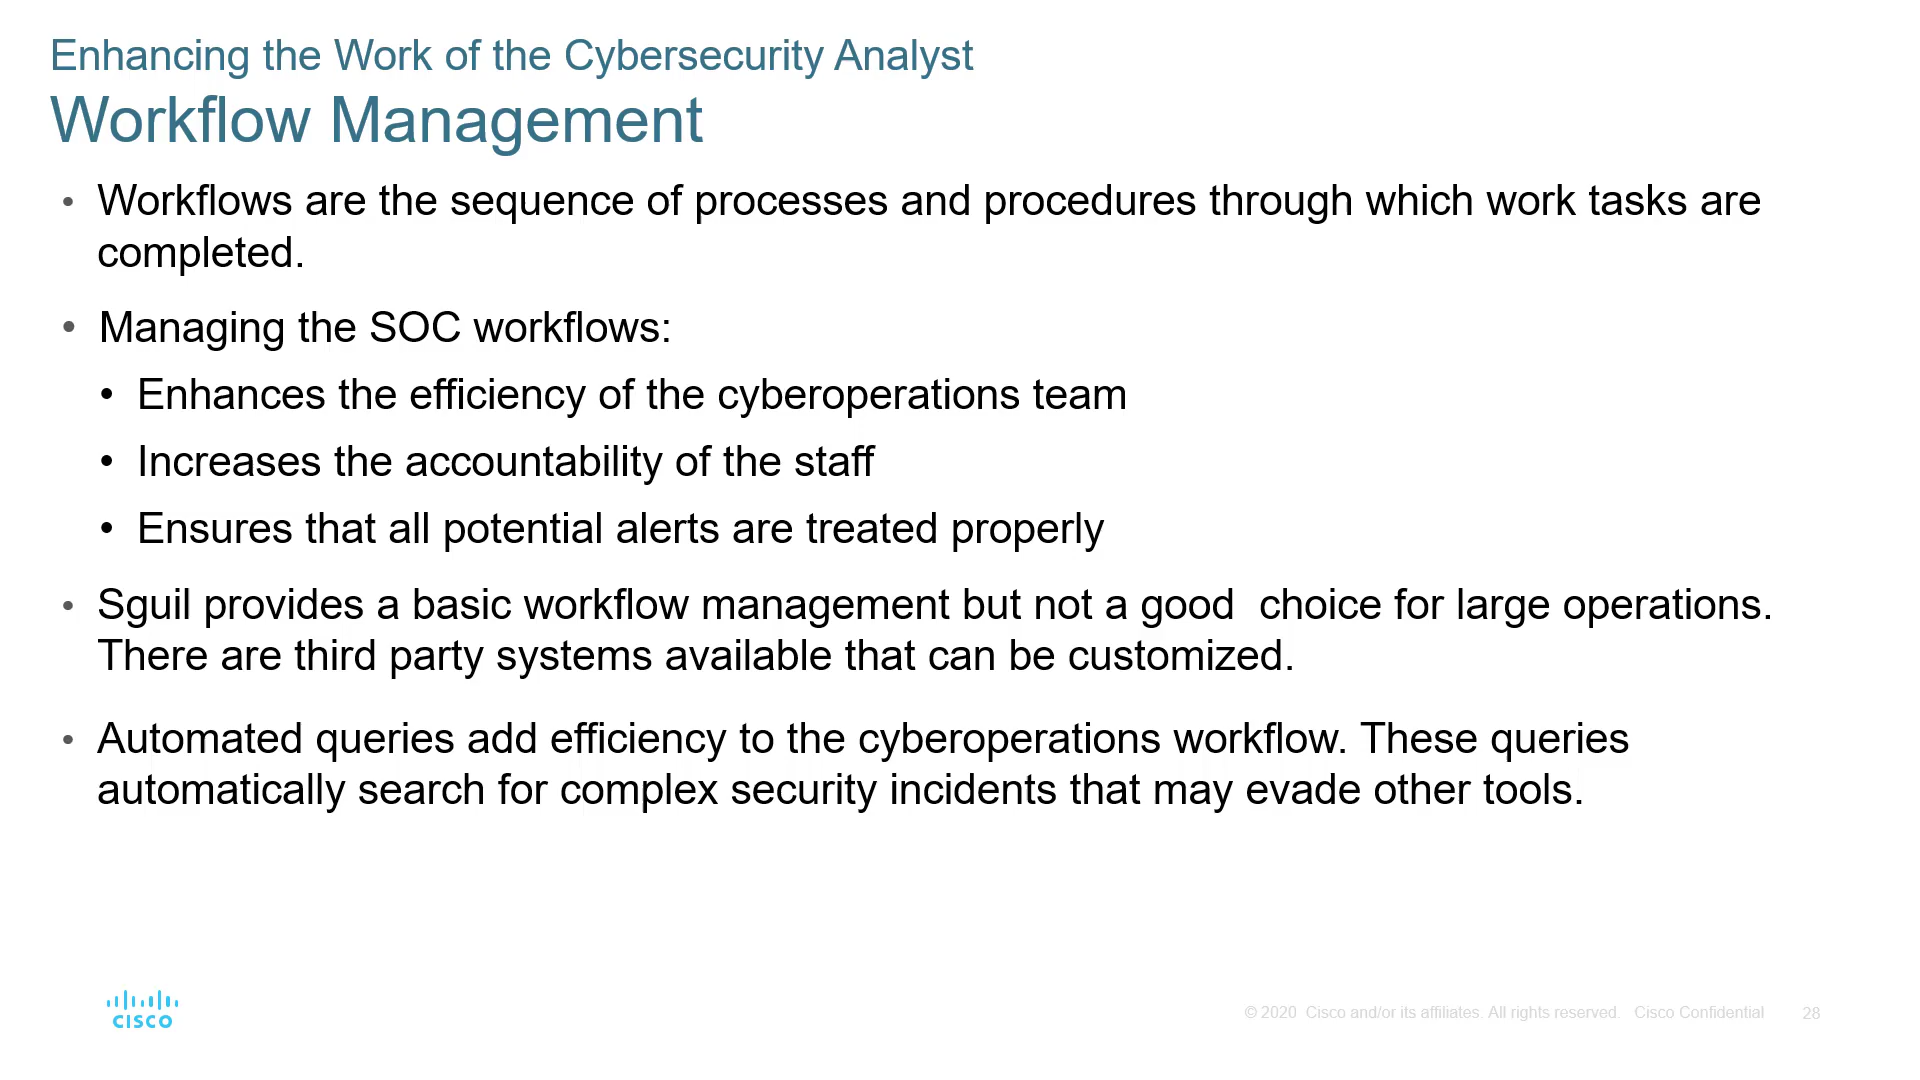 Enhancing the Work of the Cybersecurity Analyst
Workflow Management
• Workflows are the sequence of processes and procedures through which work tasks are
completed.
• Managing the SOC workflows:
• Enhances the efficiency of the cyberoperations team
• Increases the accountability of the staff
• Ensures that all potential alerts are treated properly
• Sguil provides a basic workflow management but not a good  choice for large operations.
There are third party systems available that can be customized.
• Automated queries add efficiency to the cyberoperations workflow. These queries
automatically search for complex security incidents that may evade other tools.
CISCO
© 2020  Cisco and/or its affiliates. All rights reserved.   Cisco Confidential 28